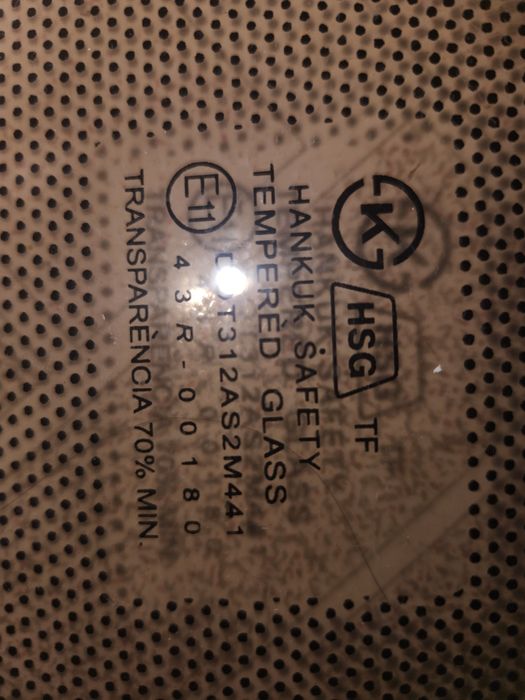 K HSG TF
HANKUK SAFETY
TEMPERED GLASS
DOT312AS2M441
E11 43R-00180
TRANSPARÊNCIA 70% MIN.